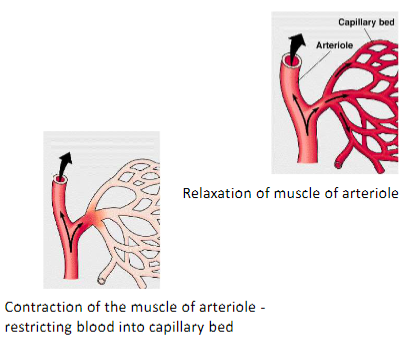 Capillary bed
Arteriole
Relaxation of muscle of arteriole
Contraction of the muscle of arteriole -
restricting blood into capillary bed